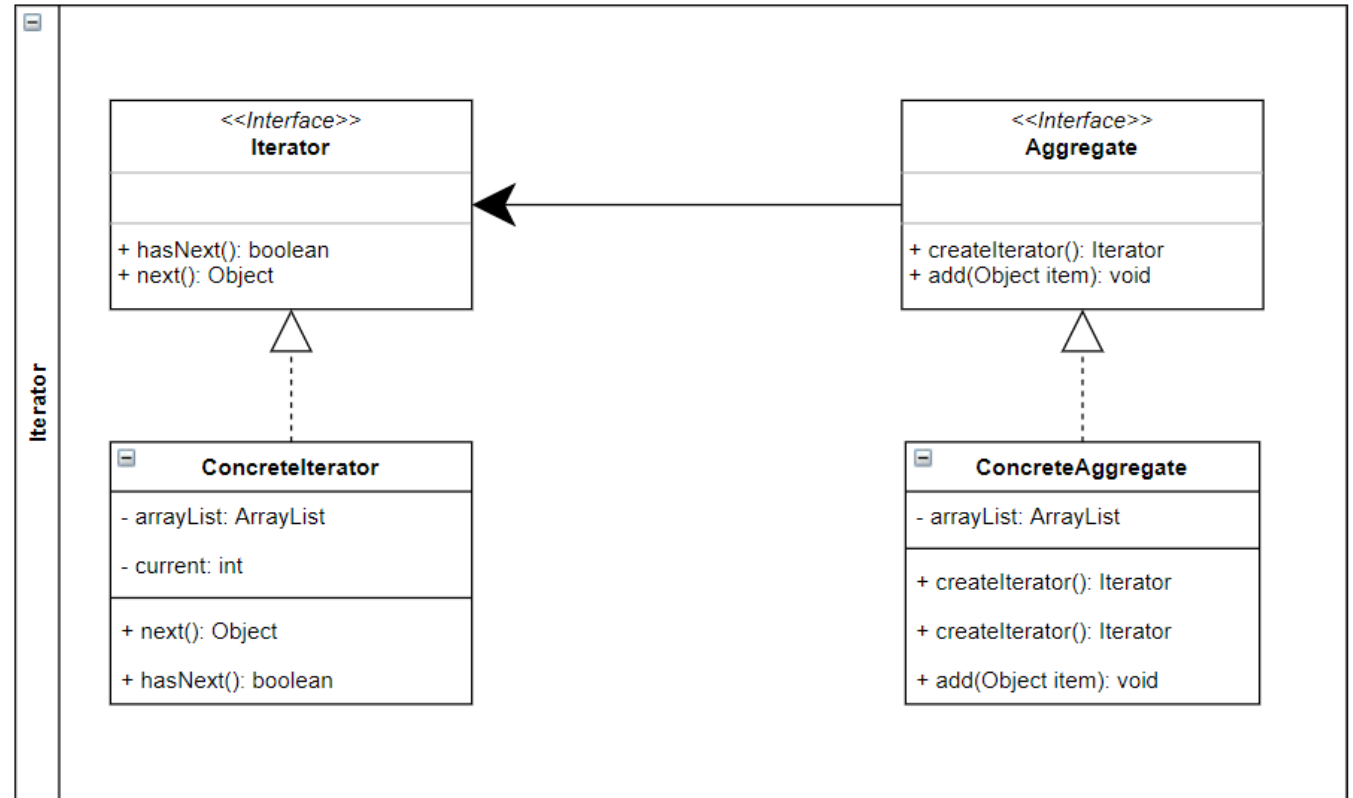 Iterator
<<Interface>>
Iterator
+ hasNext(): boolean
+ next(): Object
<<Interface>>
Aggregate
+ createIterator(): Iterator
+ add(Object item): void
ConcreteIterator
- arrayList: ArrayList
- current: int
+ next(): Object
+ hasNext(): boolean
ConcreteAggregate
- arrayList: ArrayList
+ createIterator(): Iterator
+ createIterator(): Iterator
+ add(Object item): void